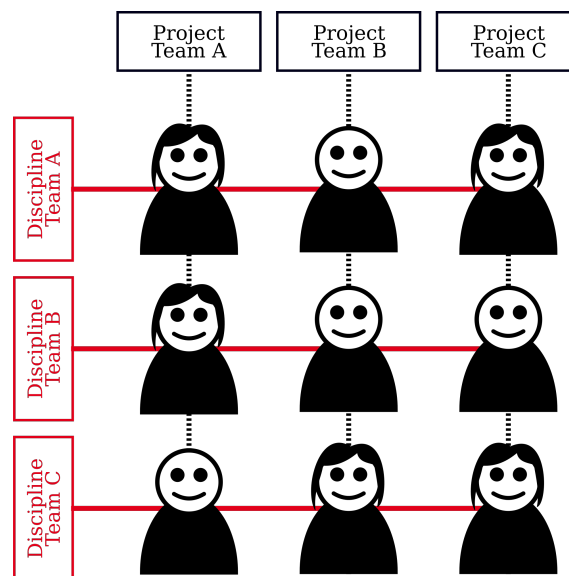 Project
Team A
Project
Team B
Project
Team C
Discipline
Team A
Discipline
Team B
Discipline
Team C